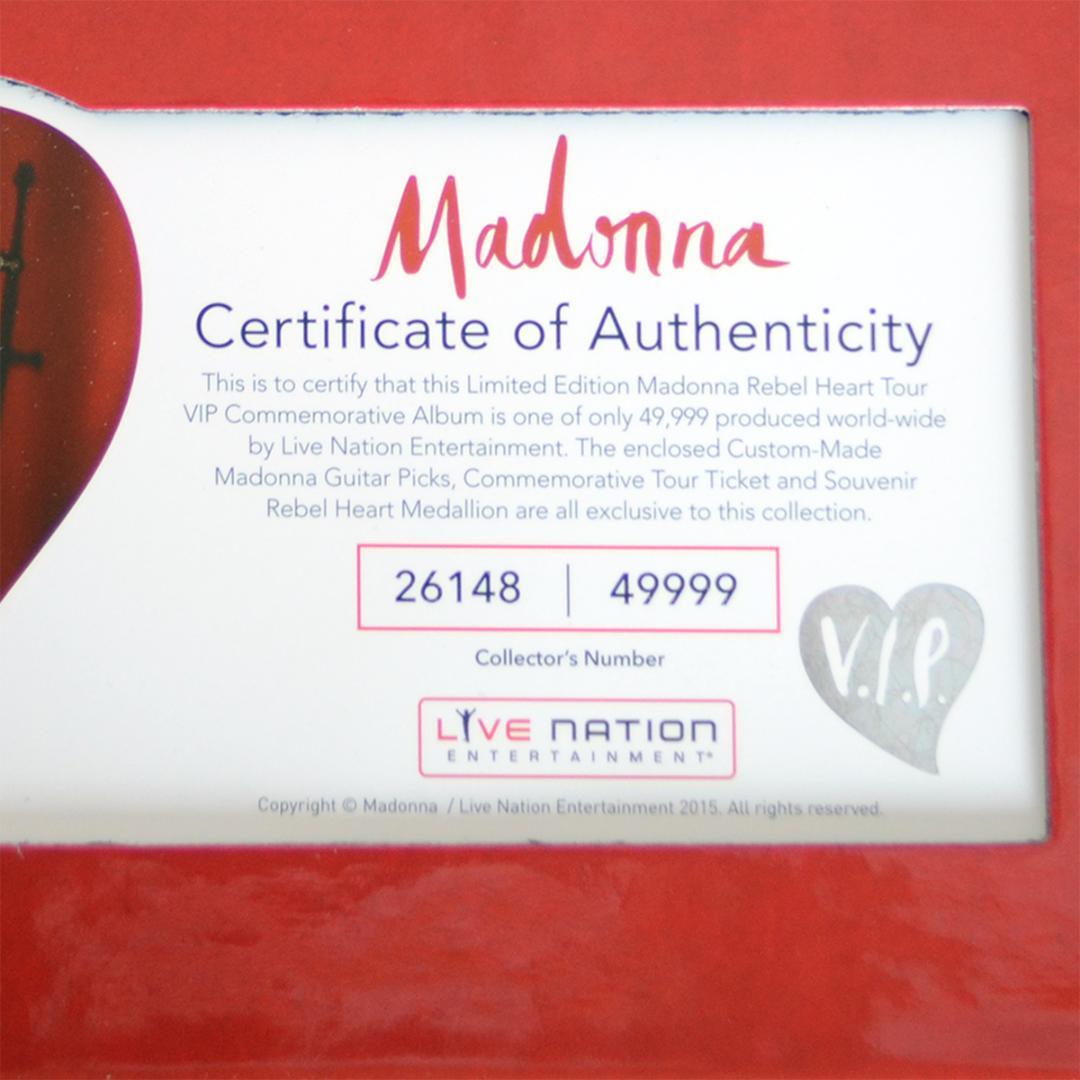 Madonna
Certificate of Authenticity
This is to certify that this Limited Edition Madonna Rebel Heart Tour
VIP Commemorative Album is one of only 49,999 produced world-wide
by Live Nation Entertainment. The enclosed Custom-Made
Madonna Guitar Picks, Commemorative Tour Ticket and Souvenir
Rebel Heart Medallion are all exclusive to this collection.
26148 | 49999
Collector's Number
V.I.P.
LIVE NATION
ENTERTAINMENT®
Copyright © Madonna / Live Nation Entertainment 2015. All rights reserved.